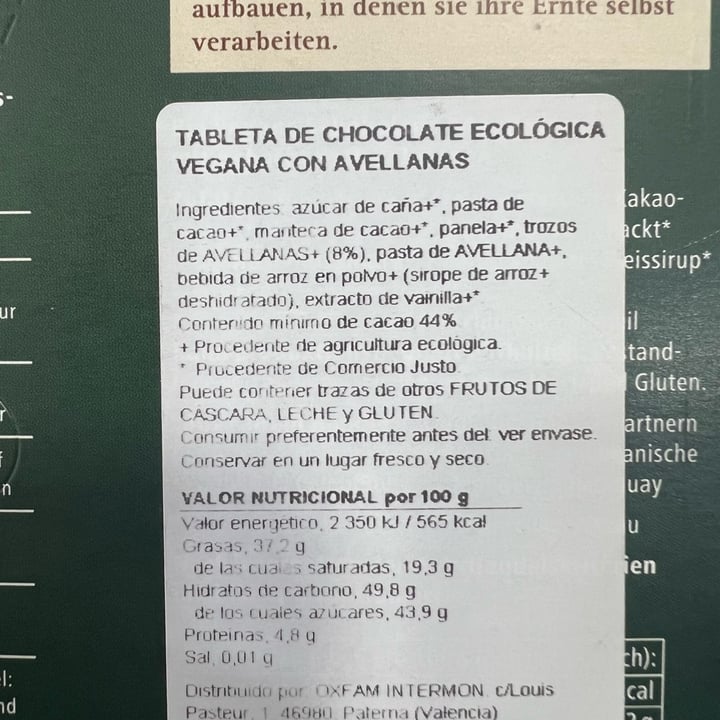 aufbauen, in denen sie ihre Ernte selbst
verarbeiten.
TABLETA DE CHOCOLATE ECOLÓGICA
VEGANA CON AVELLANAS
Ingredientes: azúcar de caña+*, pasta de
cacao+*, manteca de cacao+*, panela+*, trozos
de AVELLANAS+ (8%), pasta de AVELLANA+,
bebida de arroz en polvo+ (sirope de arroz+
deshidratado), extracto de vainilla+*
Contenido mínimo de cacao 44%
+ Procedente de agricultura ecológica.
* Procedente de Comercio Justo.
Puede contener trazas de otros FRUTOS DE
CÁSCARA, LECHE y GLUTEN.
Consumir preferentemente antes del: ver envase.
Conservar en un lugar fresco y seco.
VALOR NUTRICIONAL por 100 g
Valor energético, 2 350 kJ / 565 kcal
Grasas, 37,2 g
de las cuales saturadas, 19,3 g
Hidratos de carbono, 49,8 g
de los cuales azúcares, 43,9 g
Proteínas, 4,8 g
Sal, 0,01 g
Distribuido por: OXFAM INTERMON. c/Louis
Pasteur, 1 46980 Paterna (Valencia)
Kakao-
ackt*
eissirup*
il
tand-
Gluten.
artnern
anische
uay
u
ien
ch):
cal
s-
ur
r
f
n
el:
nd